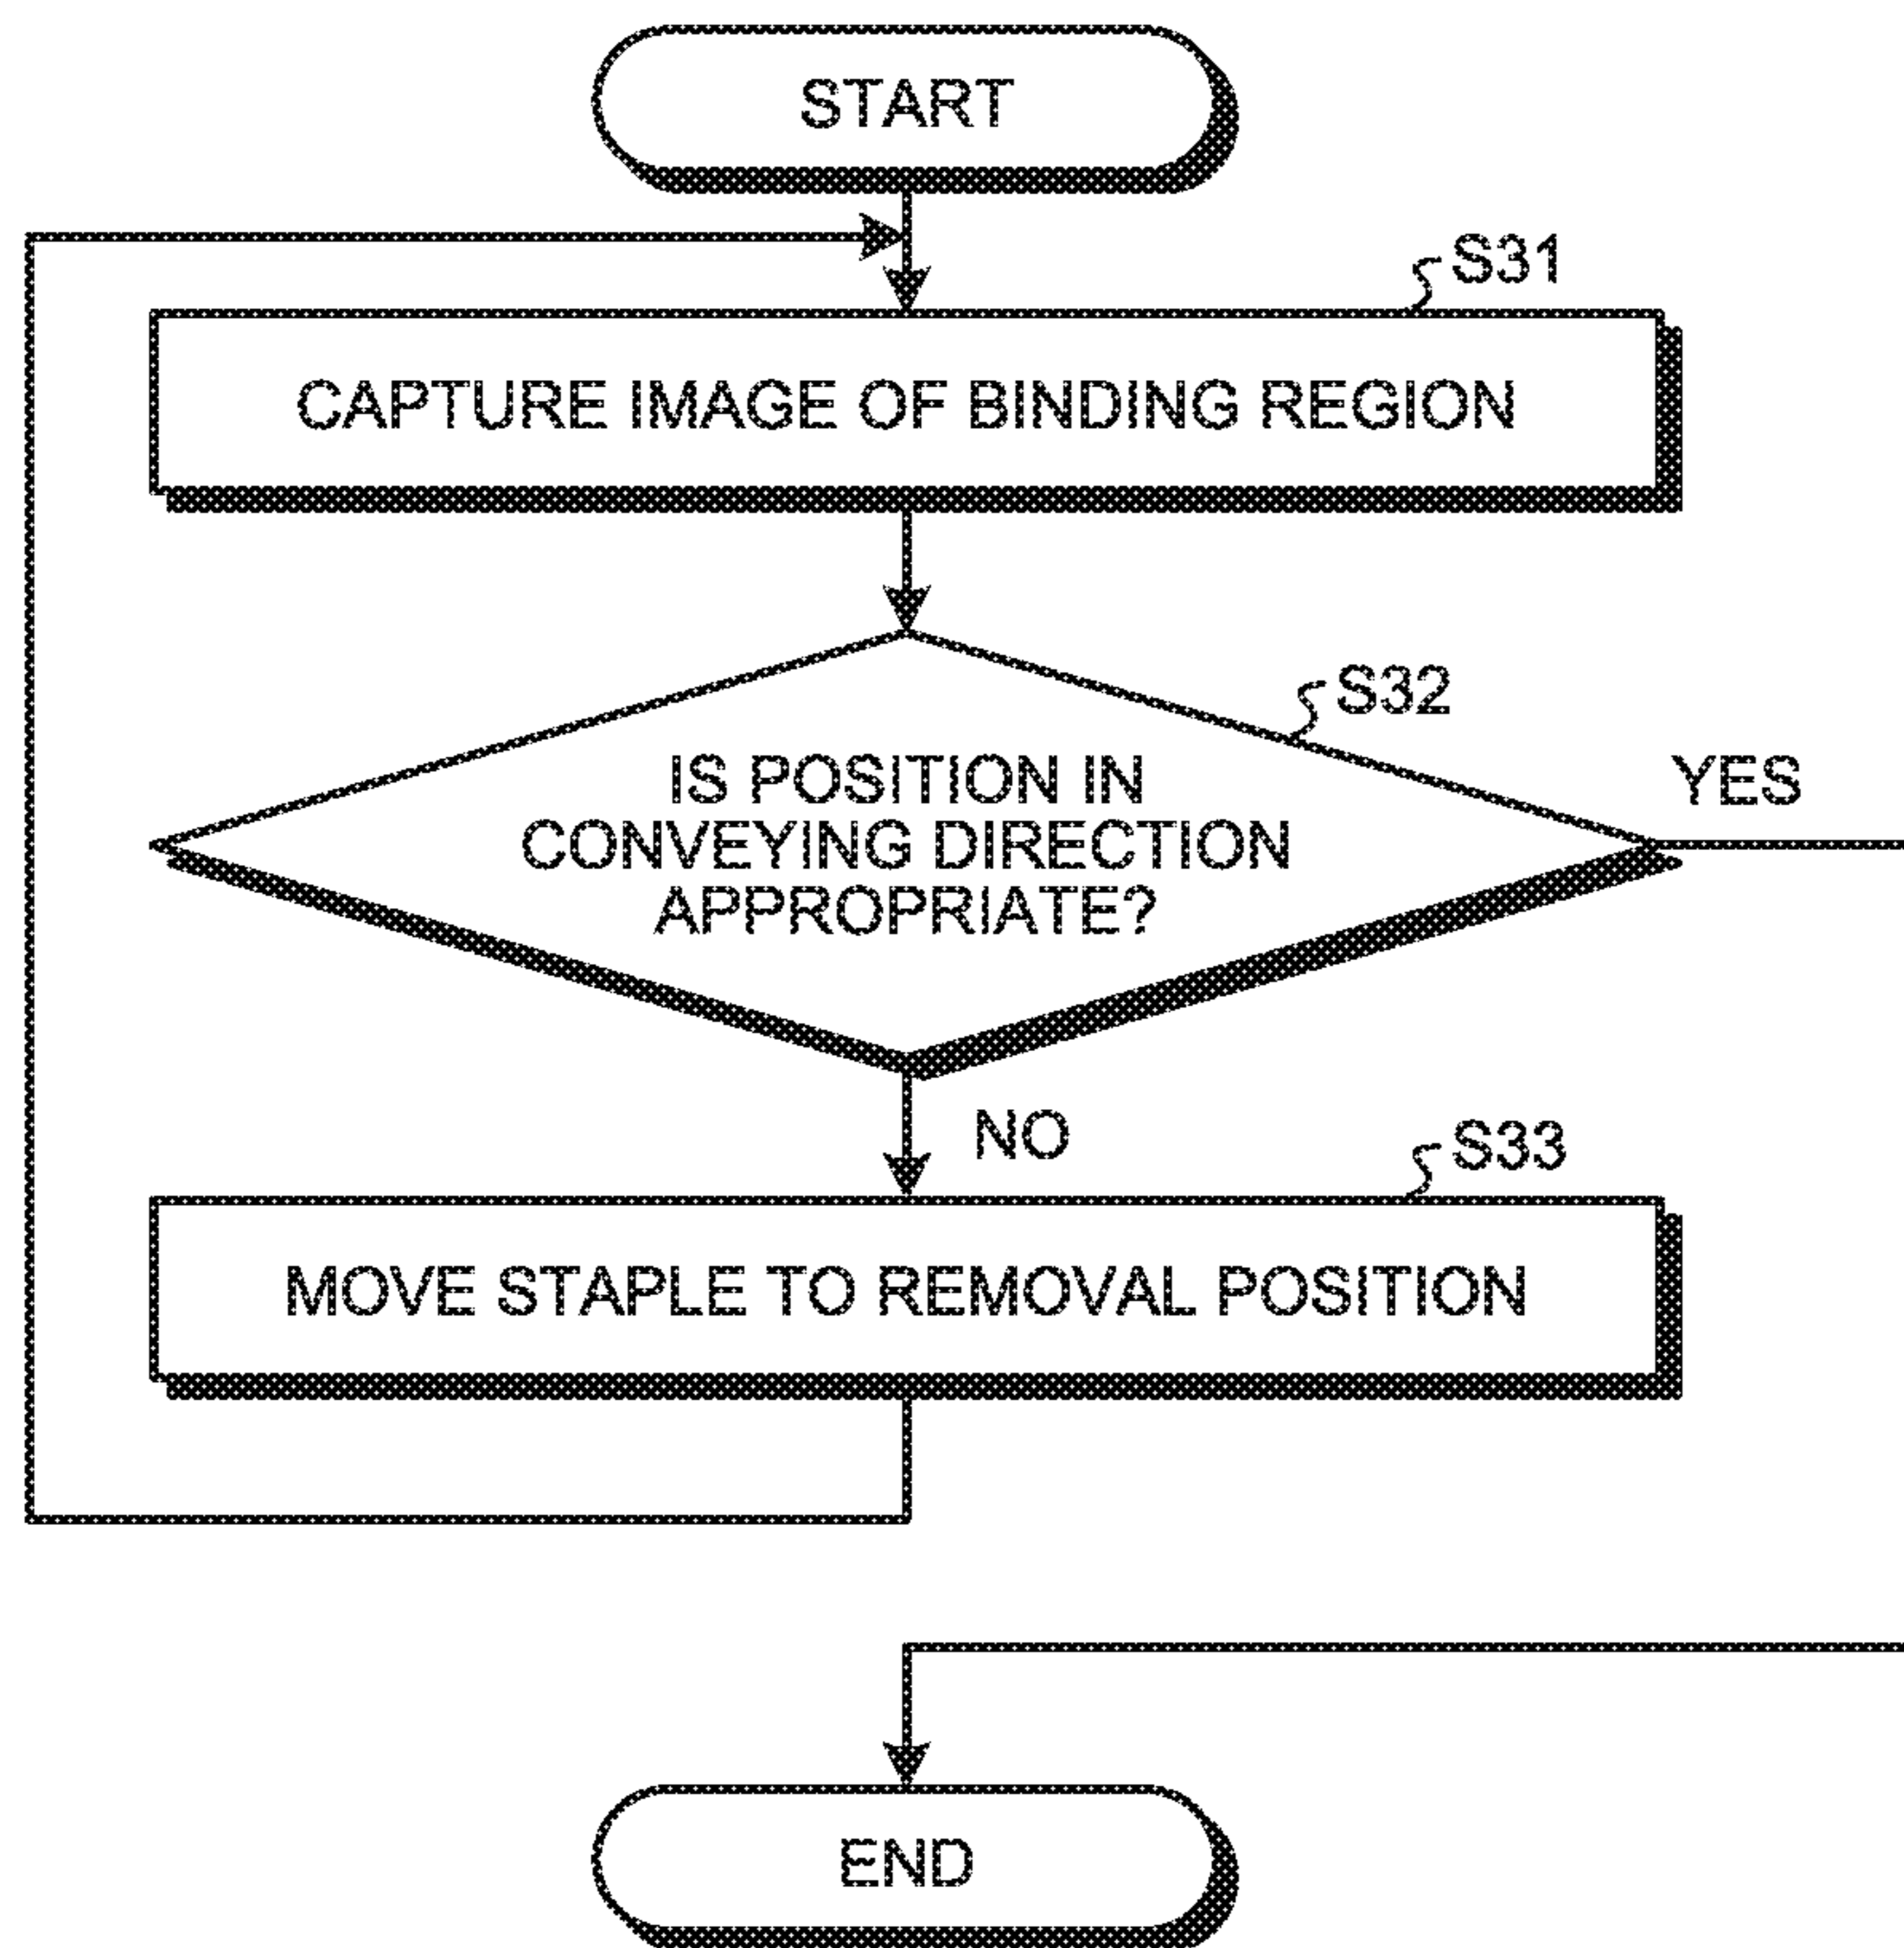 START
S31
CAPTURE IMAGE OF BINDING REGION
S32
IS POSITION IN
CONVEYING DIRECTION
APPROPRIATE?
YES
NO
S33
MOVE STAPLE TO REMOVAL POSITION
END